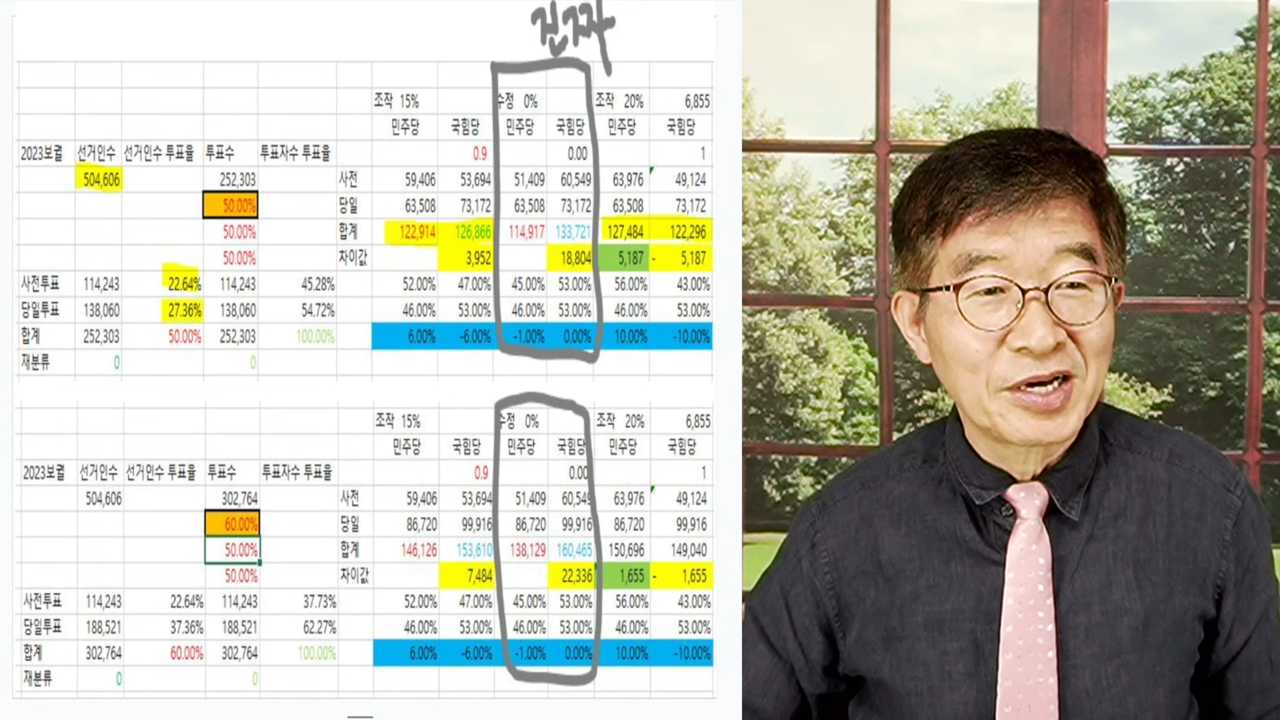 진짜
조작 15% 수정 0% 조작 20% 6,855
민주당 국힘당 민주당 국힘당 민주당 국힘당
2023보궐 선거인수 선거인수 투표율 투표수 투표자수 투표율 0.9 0.00 1
504,606 252,303 사전 59,406 53,694 51,409 60,549 63,976 49,124
50.00% 당일 63,508 73,172 63,508 73,172 63,508 73,172
50.00% 합계 122,914 126,866 114,917 133,721 127,484 122,296
50.00% 차이값 3,952 18,804 5,187 - 5,187
사전투표 114,243 22.64% 114,243 45.28% 52.00% 47.00% 45.00% 53.00% 56.00% 43.00%
당일투표 138,060 27.36% 138,060 54.72% 46.00% 53.00% 46.00% 53.00% 46.00% 53.00%
합계 252,303 50.00% 252,303 100.00% 6.00% -6.00% -1.00% 0.00% 10.00% -10.00%
재분류 0 0
조작 15% 수정 0% 조작 20% 6,855
민주당 국힘당 민주당 국힘당 민주당 국힘당
2023보궐 선거인수 선거인수 투표율 투표수 투표자수 투표율 0.9 0.00 1
504,606 302,764 사전 59,406 53,694 51,409 60,549 63,976 49,124
60.00% 당일 86,720 99,916 86,720 99,916 86,720 99,916
50.00% 합계 146,126 153,610 138,129 160,465 150,696 149,040
50.00% 차이값 7,484 22,336 1,655 - 1,655
사전투표 114,243 22.64% 114,243 37.73% 52.00% 47.00% 45.00% 53.00% 56.00% 43.00%
당일투표 188,521 37.36% 188,521 62.27% 46.00% 53.00% 46.00% 53.00% 46.00% 53.00%
합계 302,764 60.00% 302,764 100.00% 6.00% -6.00% -1.00% 0.00% 10.00% -10.00%
재분류 0 0